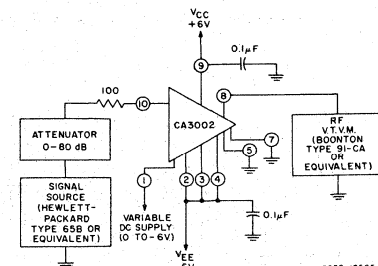 VCC
+6V
0.1µF
9
8
100
10
CA3002
7
5
1
2
3
4
ATTENUATOR
0-80 dB
RF
V.T.V.M.
(BOONTON
TYPE 91-CA
OR
EQUIVALENT)
SIGNAL
SOURCE
(HEWLETT-
PACKARD
TYPE 65B OR
EQUIVALENT)
VARIABLE
DC SUPPLY
(0 TO -6V)
0.1µF
VEE